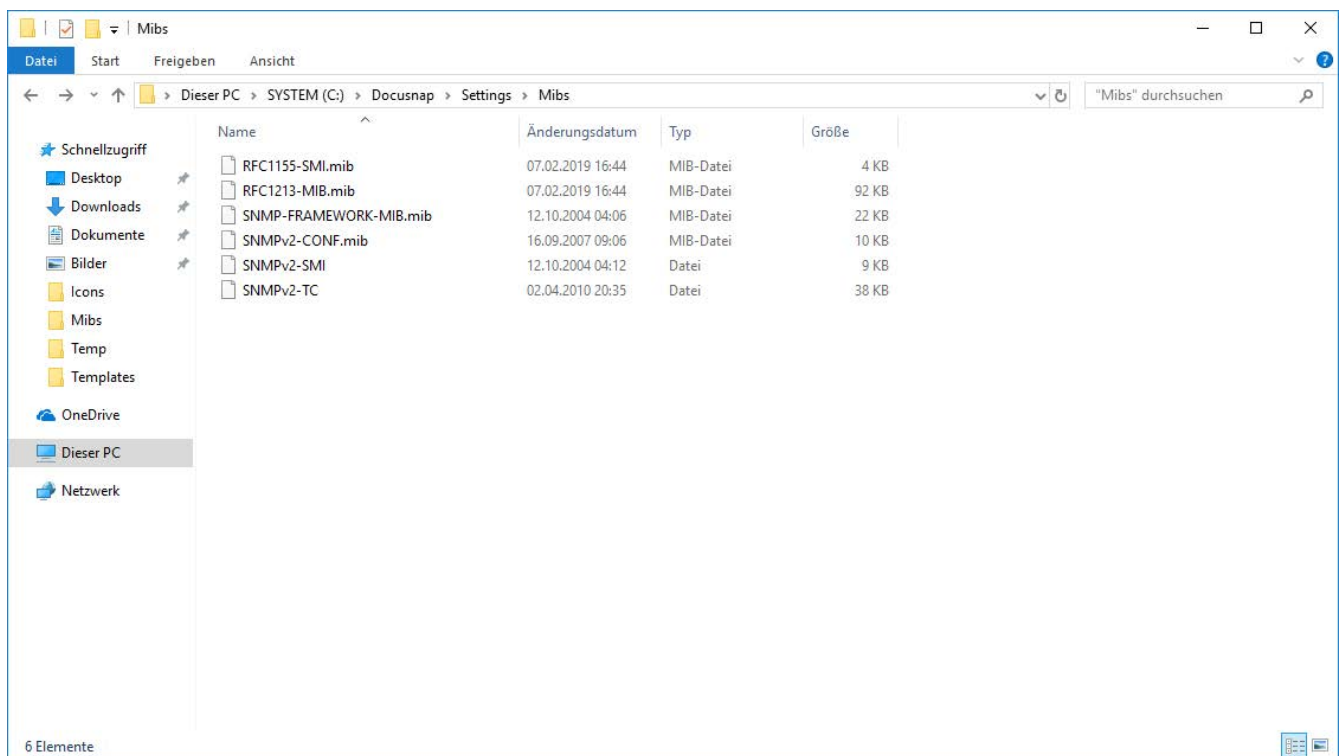 Mibs
Datei Start Freigeben Ansicht
Dieser PC > SYSTEM (C:) > Docusnap > Settings > Mibs "Mibs" durchsuchen
Name Änderungsdatum Typ Größe
Schnellzugriff
Desktop
Downloads
Dokumente
Bilder
Icons
Mibs
Temp
Templates
OneDrive
Dieser PC
Netzwerk
RFC1155-SMI.mib 07.02.2019 16:44 MIB-Datei 4 KB
RFC1213-MIB.mib 07.02.2019 16:44 MIB-Datei 92 KB
SNMP-FRAMEWORK-MIB.mib 12.10.2004 04:06 MIB-Datei 22 KB
SNMPv2-CONF.mib 16.09.2007 09:06 MIB-Datei 10 KB
SNMPv2-SMI 12.10.2004 04:12 Datei 9 KB
SNMPv2-TC 02.04.2010 20:35 Datei 38 KB
6 Elemente